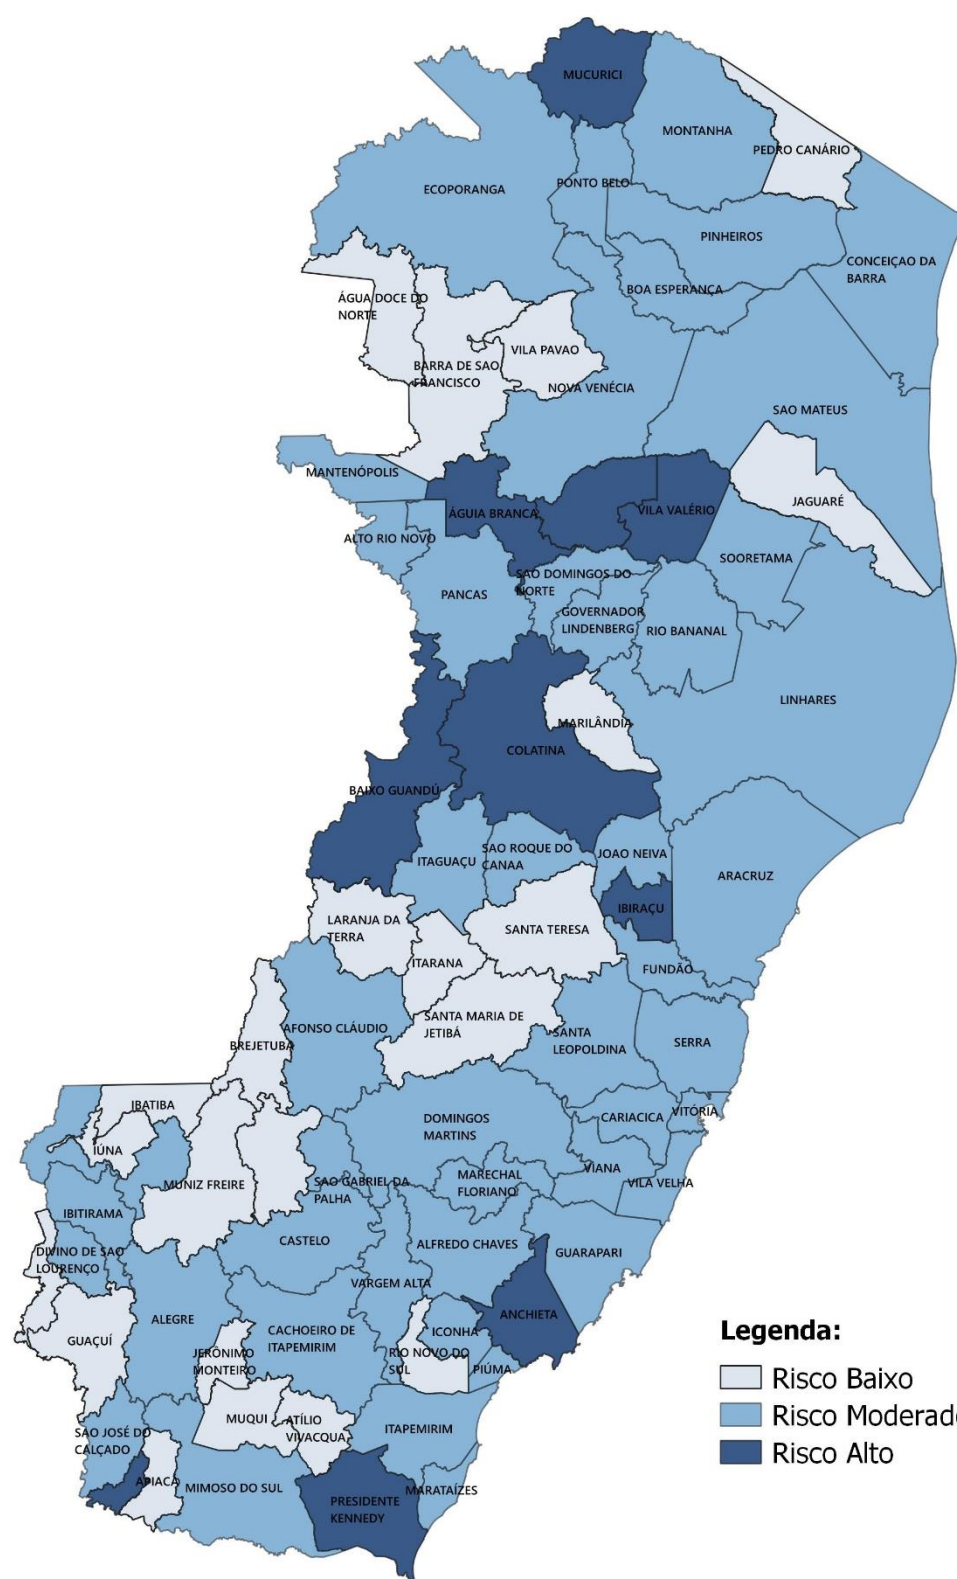 MUCURICI
MONTANHA
PEDRO CANÁRIO
ECOPORANGA
PONTO BELO
PINHEIROS
CONCEIÇAO DA
BARRA
BOA ESPERANÇA
ÁGUA DOCE DO
NORTE
VILA PAVAO
BARRA DE SAO
FRANCISCO
NOVA VENÉCIA
SAO MATEUS
MANTENÓPOLIS
JAGUARÉ
ÁGUIA BRANCA
VILA VALÉRIO
ALTO RIO NOVO
SOORETAMA
PANCAS
SAO DOMINGOS DO
NORTE
GOVERNADOR
LINDENBERG
RIO BANANAL
LINHARES
MARILÂNDIA
COLATINA
BAIXO GUANDÚ
ITAGUAÇU
SAO ROQUE DO
CANAA
JOAO NEIVA
ARACRUZ
IBIRAÇU
LARANJA DA
TERRA
SANTA TERESA
ITARANA
FUNDÃO
AFONSO CLÁUDIO
SANTA MARIA DE
JETIBÁ
BREJETUBA
SANTA
LEOPOLDINA
SERRA
IBATIBA
DOMINGOS
MARTINS
CARIACICA
VITÓRIA
IÚNA
MUNIZ FREIRE
SAO GABRIEL DA
PALHA
MARECHAL
FLORIANO
VIANA
VILA VELHA
IBITIRAMA
CASTELO
ALFREDO CHAVES
GUARAPARI
DIVINO DE SAO
LOURENÇO
VARGEM ALTA
ALEGRE
ANCHIETA
GUAÇUÍ
CACHOEIRO DE
ITAPEMIRIM
ICONHA
JERÔNIMO
MONTEIRO
RIO NOVO DO
SUL
PIÚMA
MUQUI
ATÍLIO
VIVACQUA
ITAPEMIRIM
SAO JOSÉ DO
CALÇADO
APIACÁ
MIMOSO DO SUL
MARATAÍZES
PRESIDENTE
KENNEDY
Legenda:
Risco Baixo
Risco Moderado
Risco Alto